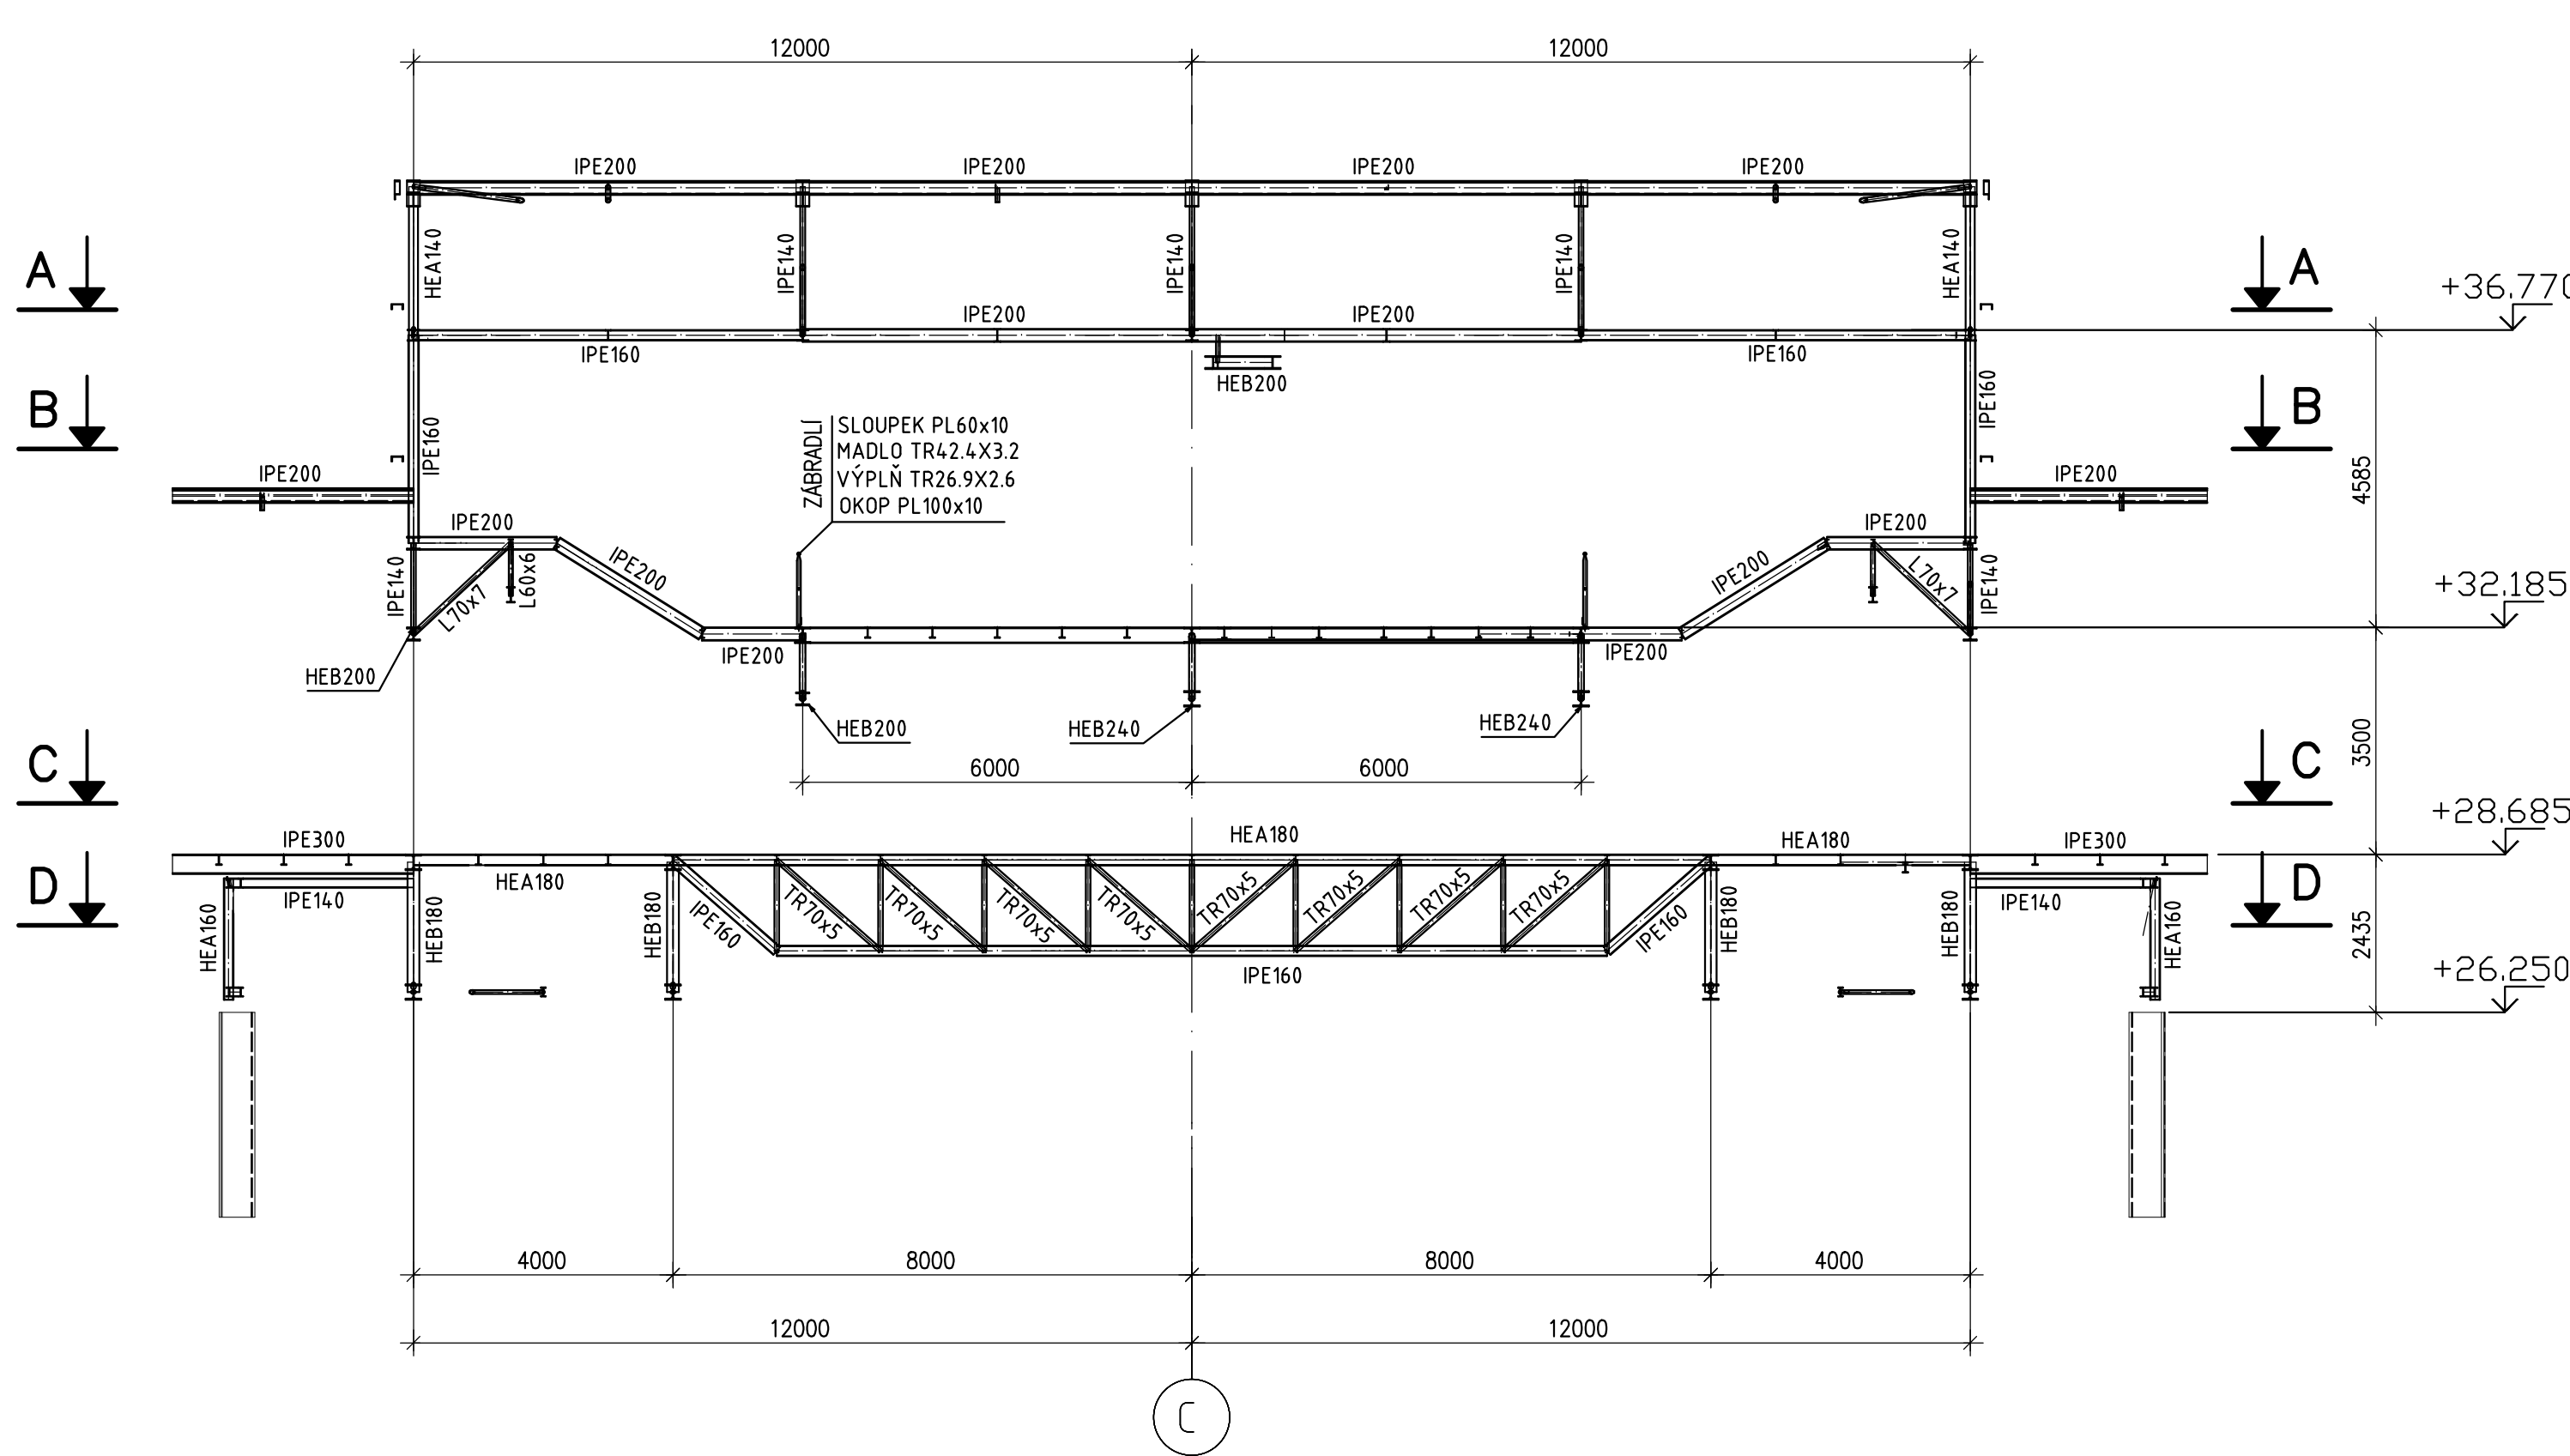 12000 12000
IPE200 IPE200 IPE200 IPE200
HEA140 IPE140 IPE140 IPE140 HEA140
A A
+36.770
IPE200 IPE200
IPE160 IPE160
HEB200
B B
IPE160 IPE160
ZÁBRADLÍ
SLOUPEK PL60x10
MADLO TR42.4X3.2
VÝPLŇ TR26.9X2.6
OKOP PL100x10
IPE200 IPE200
4585
IPE200 IPE200
IPE140 L70x7 L60x6 IPE200 IPE200 L70x7 IPE140
+32.185
IPE200 IPE200
HEB200
HEB200 HEB240 HEB240
3500
6000 6000
C C
+28.685
IPE300 HEA180 HEA180 IPE300
D D
HEA180
IPE140 IPE140
HEA160 HEB180 HEB180 IPE160 TR70x5 TR70x5 TR70x5 TR70x5 TR70x5 TR70x5 TR70x5 TR70x5 IPE160 HEB180 HEB180 HEA160
2435
IPE160
+26.250
4000 8000 8000 4000
12000 12000
C